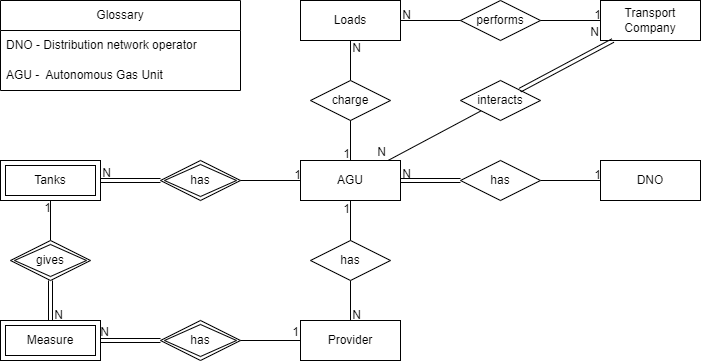 Glossary
DNO - Distribution network operator
AGU - Autonomous Gas Unit
Loads
N
performs
1
Transport
Company
N
N
charge
interacts
1
N
Tanks
N
has
1
AGU
N
has
1
DNO
1
1
gives
has
N
N
Measure
N
has
1
Provider